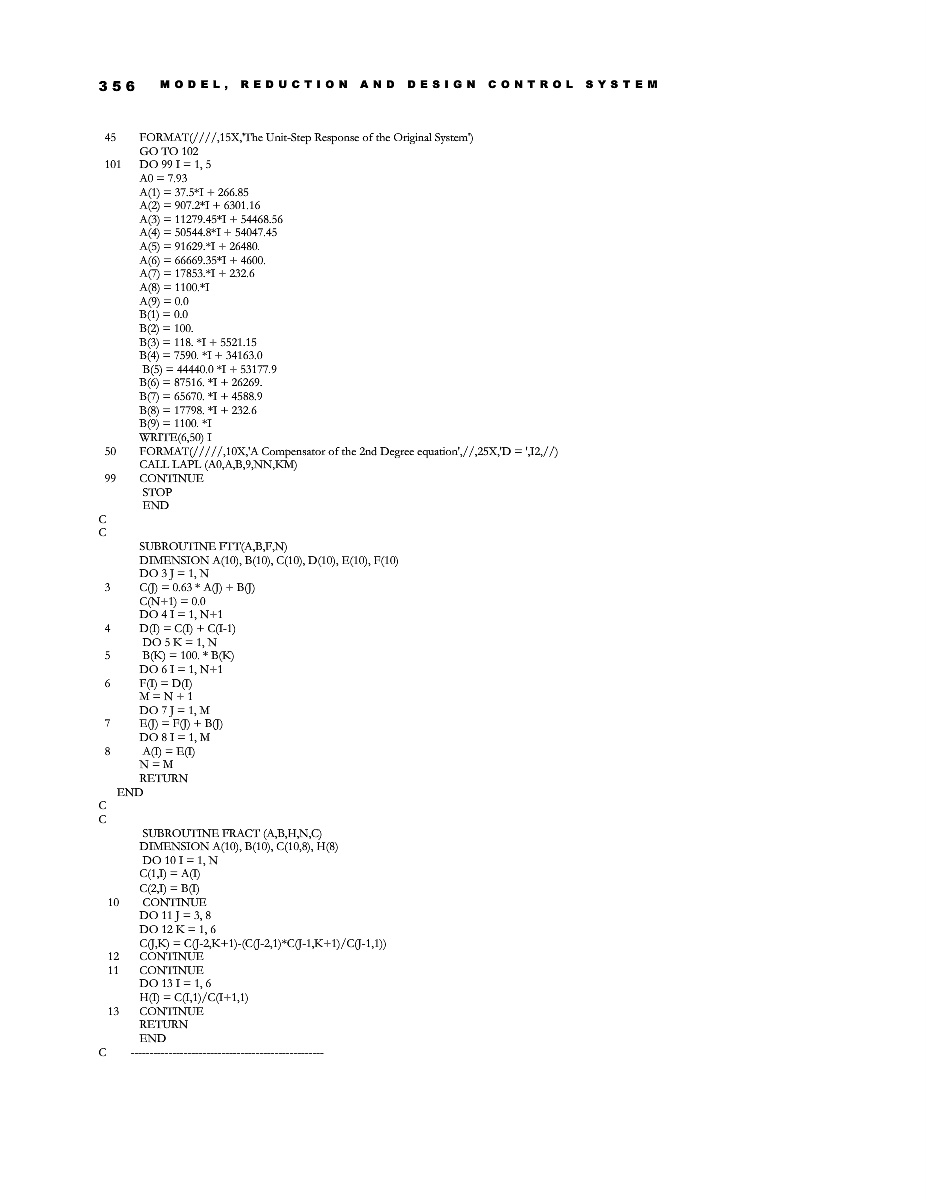 356 MODEL, REDUCTION AND DESIGN CONTROL SYSTEM
45 FORMAT(////,15X,'The Unit-Step Response of the Original System')
GO TO 102
101 DO 99 I = 1, 5
A0 = 7.93
A(1) = 37.5*I + 266.85
A(2) = 907.2*I + 6301.16
A(3) = 11279.45*I + 54468.56
A(4) = 50544.8*I + 54047.45
A(5) = 91629.*I + 26480.
A(6) = 66669.35*I + 4600.
A(7) = 17853.*I + 232.6
A(8) = 1100.*I
A(9) = 0.0
B(1) = 0.0
B(2) = 100.
B(3) = 118. *I + 5521.15
B(4) = 7590. *I + 34163.0
B(5) = 44440.0 *I + 53177.9
B(6) = 87516. *I + 26269.
B(7) = 65670. *I + 4588.9
B(8) = 17798. *I + 232.6
B(9) = 1100. *I
WRITE(6,50) I
50 FORMAT(/////,10X,'A Compensator of the 2nd Degree equation',//,25X,'D = ',I2,//)
CALL LAPL (A0,A,B,9,NN,KM)
99 CONTINUE
STOP
END
C
C
SUBROUTINE FTT(A,B,F,N)
DIMENSION A(10), B(10), C(10), D(10), E(10), F(10)
DO 3 J = 1, N
3 C(J) = 0.63 * A(J) + B(J)
C(N+1) = 0.0
DO 4 I = 1, N+1
4 D(I) = C(I) + C(I-1)
DO 5 K = 1, N
5 B(K) = 100. * B(K)
DO 6 I = 1, N+1
6 F(I) = D(I)
M = N + 1
DO 7 J = 1, M
7 E(J) = F(J) + B(J)
DO 8 I = 1, M
8 A(I) = E(I)
N = M
RETURN
END
C
C
SUBROUTINE FRACT (A,B,H,N,C)
DIMENSION A(10), B(10), C(10,8), H(8)
DO 10 I = 1, N
C(1,I) = A(I)
C(2,I) = B(I)
10 CONTINUE
DO 11 J = 3, 8
DO 12 K = 1, 6
C(J,K) = C(J-2,K+1)-(C(J-2,1)*C(J-1,K+1)/C(J-1,1))
12 CONTINUE
11 CONTINUE
DO 13 I = 1, 6
H(I) = C(I,1)/C(I+1,1)
13 CONTINUE
RETURN
END
C ---------------------------------------------------